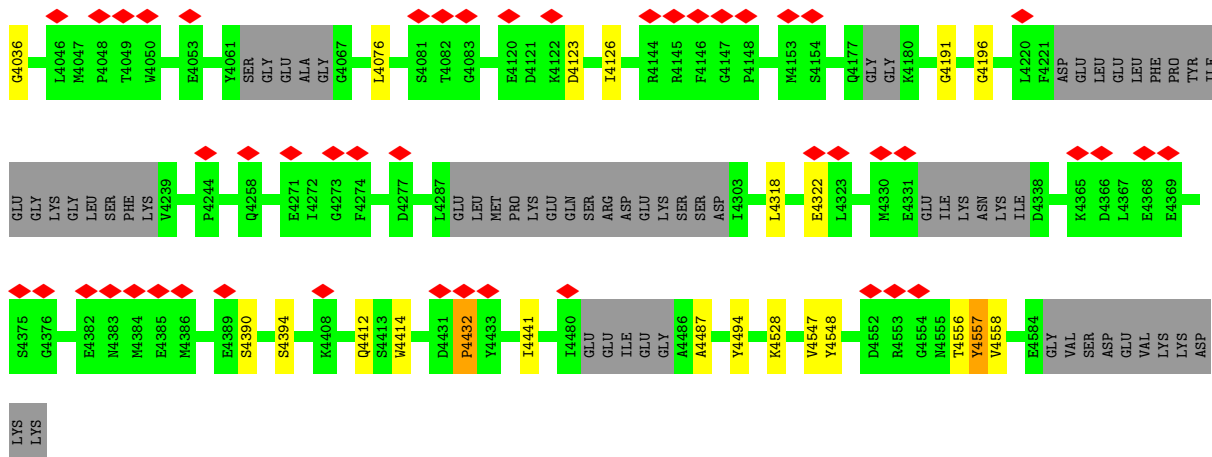 G4036 L4046 M4047 P4048 T4049 W4050 E4053 Y4061 SER GLY GLU ALA GLY G4067 L4076 S4081 T4082 G4083 E4120 D4121 K4122 D4123 I4126 R4144 R4145 F4146 G4147 P4148 M4153 S4154 Q4177 GLY GLY K4180 G4191 G4196 L4220 F4221 ASP GLU LEU GLU LEU PHE PRO TYR ILE
GLU GLY LYS GLY LEU SER PHE LYS V4239 P4244 Q4258 E4271 I4272 G4273 F4274 D4277 L4287 GLU LEU MET PRO LYS GLU GLN SER ARG ASP GLU LYS SER SER ASP I4303 L4318 E4322 L4323 M4330 E4331 GLU ILE LYS ASN LYS ILE D4338 K4365 D4366 L4367 E4368 E4369
S4375 G4376 E4382 N4383 M4384 E4385 M4386 E4389 S4390 S4394 K4408 Q4412 S4413 W4414 D4431 P4432 Y4433 I4441 I4480 GLU GLU ILE GLU GLY A4486 A4487 Y4494 K4528 V4547 Y4548 D4552 R4553 G4554 N4555 T4556 Y4557 V4558 E4584 GLY VAL SER ASP GLU VAL LYS LYS ASP
LYS LYS